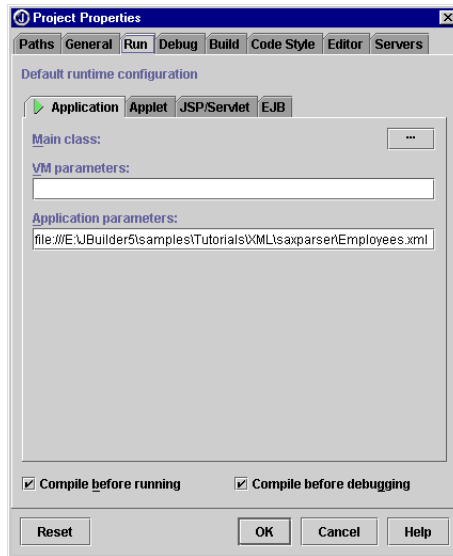 Project Properties
Paths General Run Debug Build Code Style Editor Servers
Default runtime configuration
Application Applet JSP/Servlet EJB
Main class:
...
VM parameters:
Application parameters:
file:///E:\JBuilder5\samples\Tutorials\XML\saxparser\Employees.xml
Compile before running Compile before debugging
Reset OK Cancel Help